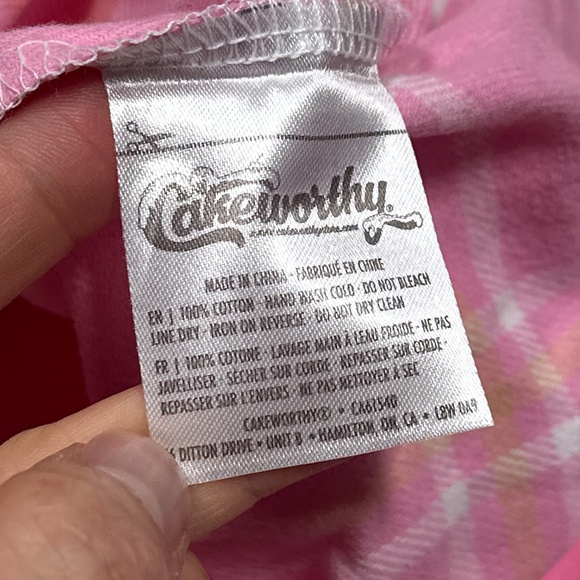 Cakeworthy.
www.cakeworthystore.com
MADE IN CHINA · FABRIQUÉ EN CHINE
EN | 100% COTTON · HAND WASH COLD · DO NOT BLEACH
LINE DRY · IRON ON REVERSE · DO NOT DRY CLEAN
FR | 100% COTONE · LAVAGE MAIN À L'EAU FROIDE · NE PAS
JAVELLISER · SÉCHER SUR CORDE · REPASSER SUR CORDE ·
REPASSER SUR L'ENVERS · NE PAS NETTOYER À SEC
CAKEWORTHY® · CA67540
DITTON DRIVE · UNIT B · HAMILTON, ON, CA · L8W 0A9